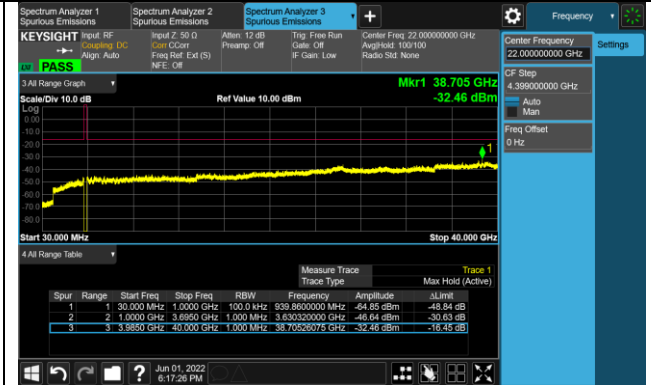 Spectrum Analyzer 1
Spurious Emissions
Spectrum Analyzer 2
Spurious Emissions
Spectrum Analyzer 3
Spurious Emissions
Frequency
KEYSIGHT
Input: RF
Coupling: DC
Align: Auto
Input Z: 50 Ω
Corr CCorr
Freq Ref: Ext (S)
NFE: Off
Atten: 12 dB
Preamp: Off
Trig: Free Run
Gate: Off
IF Gain: Low
Center Freq: 22.000000000 GHz
Avg|Hold: 100/100
Radio Std: None
PASS
3 All Range Graph
Mkr1 38.705 GHz
Scale/Div 10.0 dB
Ref Value 10.00 dBm
-32.46 dBm
Log
0.00
-10.0
-20.0
-30.0
-40.0
-50.0
-60.0
-70.0
-80.0
1
Start 30.000 MHz
Stop 40.000 GHz
4 All Range Table
Measure Trace
Trace 1
Trace Type
Max Hold (Active)
Spur Range Start Freq Stop Freq RBW Frequency Amplitude ΔLimit
1 1 30.000 MHz 1.0000 GHz 100.0 kHz 939.8600000 MHz -64.85 dBm -48.84 dB
2 2 1.0000 GHz 3.6950 GHz 1.000 MHz 3.630320000 GHz -46.64 dBm -30.63 dB
3 3 3.9850 GHz 40.000 GHz 1.000 MHz 38.70526075 GHz -32.46 dBm -16.45 dB
Jun 01, 2022
6:17:26 PM
Center Frequency
22.000000000 GHz
Settings
CF Step
4.399000000 GHz
Auto
Man
Freq Offset
0 Hz